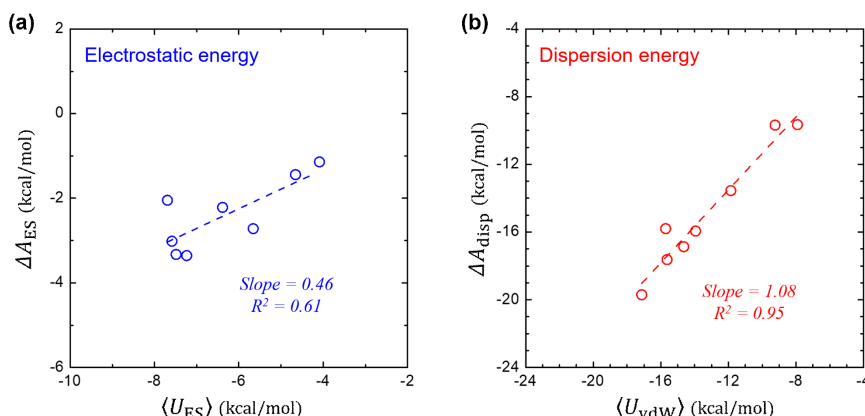 (a)
Electrostatic energy
2
0
-2
-4
-6
-10
-8
-6
-4
-2
ΔA_ES (kcal/mol)
⟨U_ES⟩ (kcal/mol)
Slope = 0.46
R² = 0.61
(b)
Dispersion energy
-4
-8
-12
-16
-20
-24
-24
-20
-16
-12
-8
-4
ΔA_disp (kcal/mol)
⟨U_vdW⟩ (kcal/mol)
Slope = 1.08
R² = 0.95